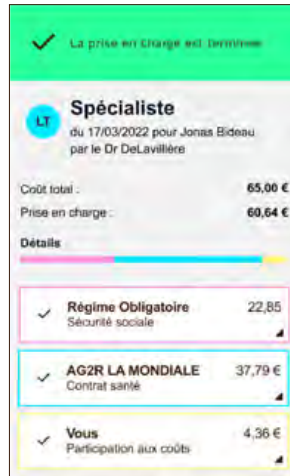 La prise en charge est terminée
LT
Spécialiste
du 17/03/2022 pour Jonas Bideau
par le Dr DeLavillière
Coût total :
65,00 €
Prise en charge :
60,64 €
Détails
Régime Obligatoire
22,85
Sécurité sociale
AG2R LA MONDIALE
37,79 €
Contrat santé
Vous
4,36 €
Participation aux coûts